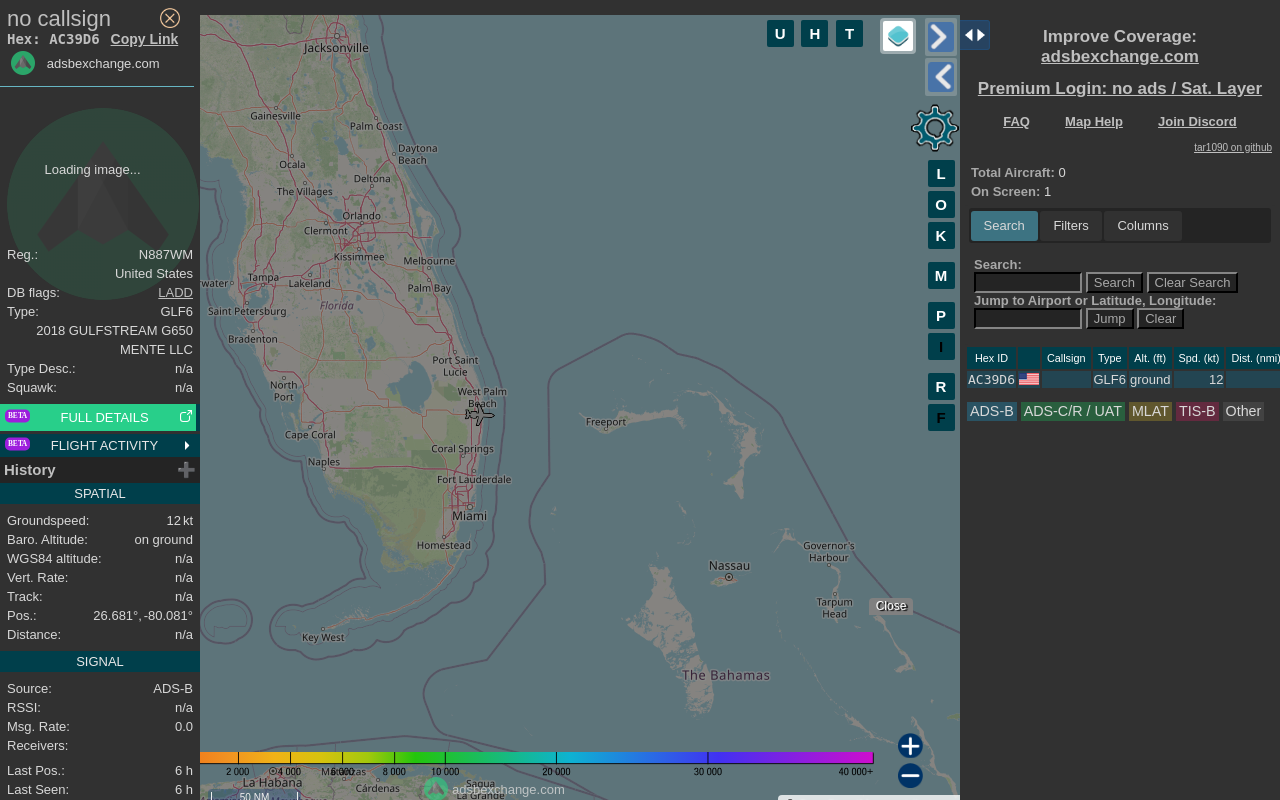 no callsign
Hex: AC39D6 Copy Link
adsbexchange.com
Loading image...
Reg.: N887WM
United States
DB flags: LADD
Type: GLF6
2018 GULFSTREAM G650
MENTE LLC
Type Desc.: n/a
Squawk: n/a
BETA FULL DETAILS
BETA FLIGHT ACTIVITY
History
SPATIAL
Groundspeed: 12 kt
Baro. Altitude: on ground
WGS84 altitude: n/a
Vert. Rate: n/a
Track: n/a
Pos.: 26.681°, -80.081°
Distance: n/a
SIGNAL
Source: ADS-B
RSSI: n/a
Msg. Rate: 0.0
Receivers:
Last Pos.: 6 h
Last Seen: 6 h
U H T
L
O
K
M
P
I
R
F
Jacksonville
Gainesville
Palm Coast
Daytona
Beach
Ocala
Deltona
The Villages
Orlando
Clermont
Kissimmee
Melbourne
water
Tampa
Lakeland
Palm Bay
Saint Petersburg
Florida
Bradenton
Port Saint
Lucie
North
Port
West Palm
Beach
Freeport
Cape Coral
Coral Springs
Naples
Fort Lauderdale
Miami
Homestead
Governor's
Harbour
Nassau
Tarpum
Head
Close
Key West
The Bahamas
2 000 4 000 6 000 8 000 10 000 20 000 30 000 40 000+
La Habana
Matanzas
Cárdenas
Sagua
La Grande
adsbexchange.com
50 NM
Improve Coverage:
adsbexchange.com
Premium Login: no ads / Sat. Layer
FAQ Map Help Join Discord
tar1090 on github
Total Aircraft: 0
On Screen: 1
Search Filters Columns
Search:
Search Clear Search
Jump to Airport or Latitude, Longitude:
Jump Clear
Hex ID Callsign Type Alt. (ft) Spd. (kt) Dist. (nmi)
AC39D6 GLF6 ground 12
ADS-B ADS-C/R / UAT MLAT TIS-B Other